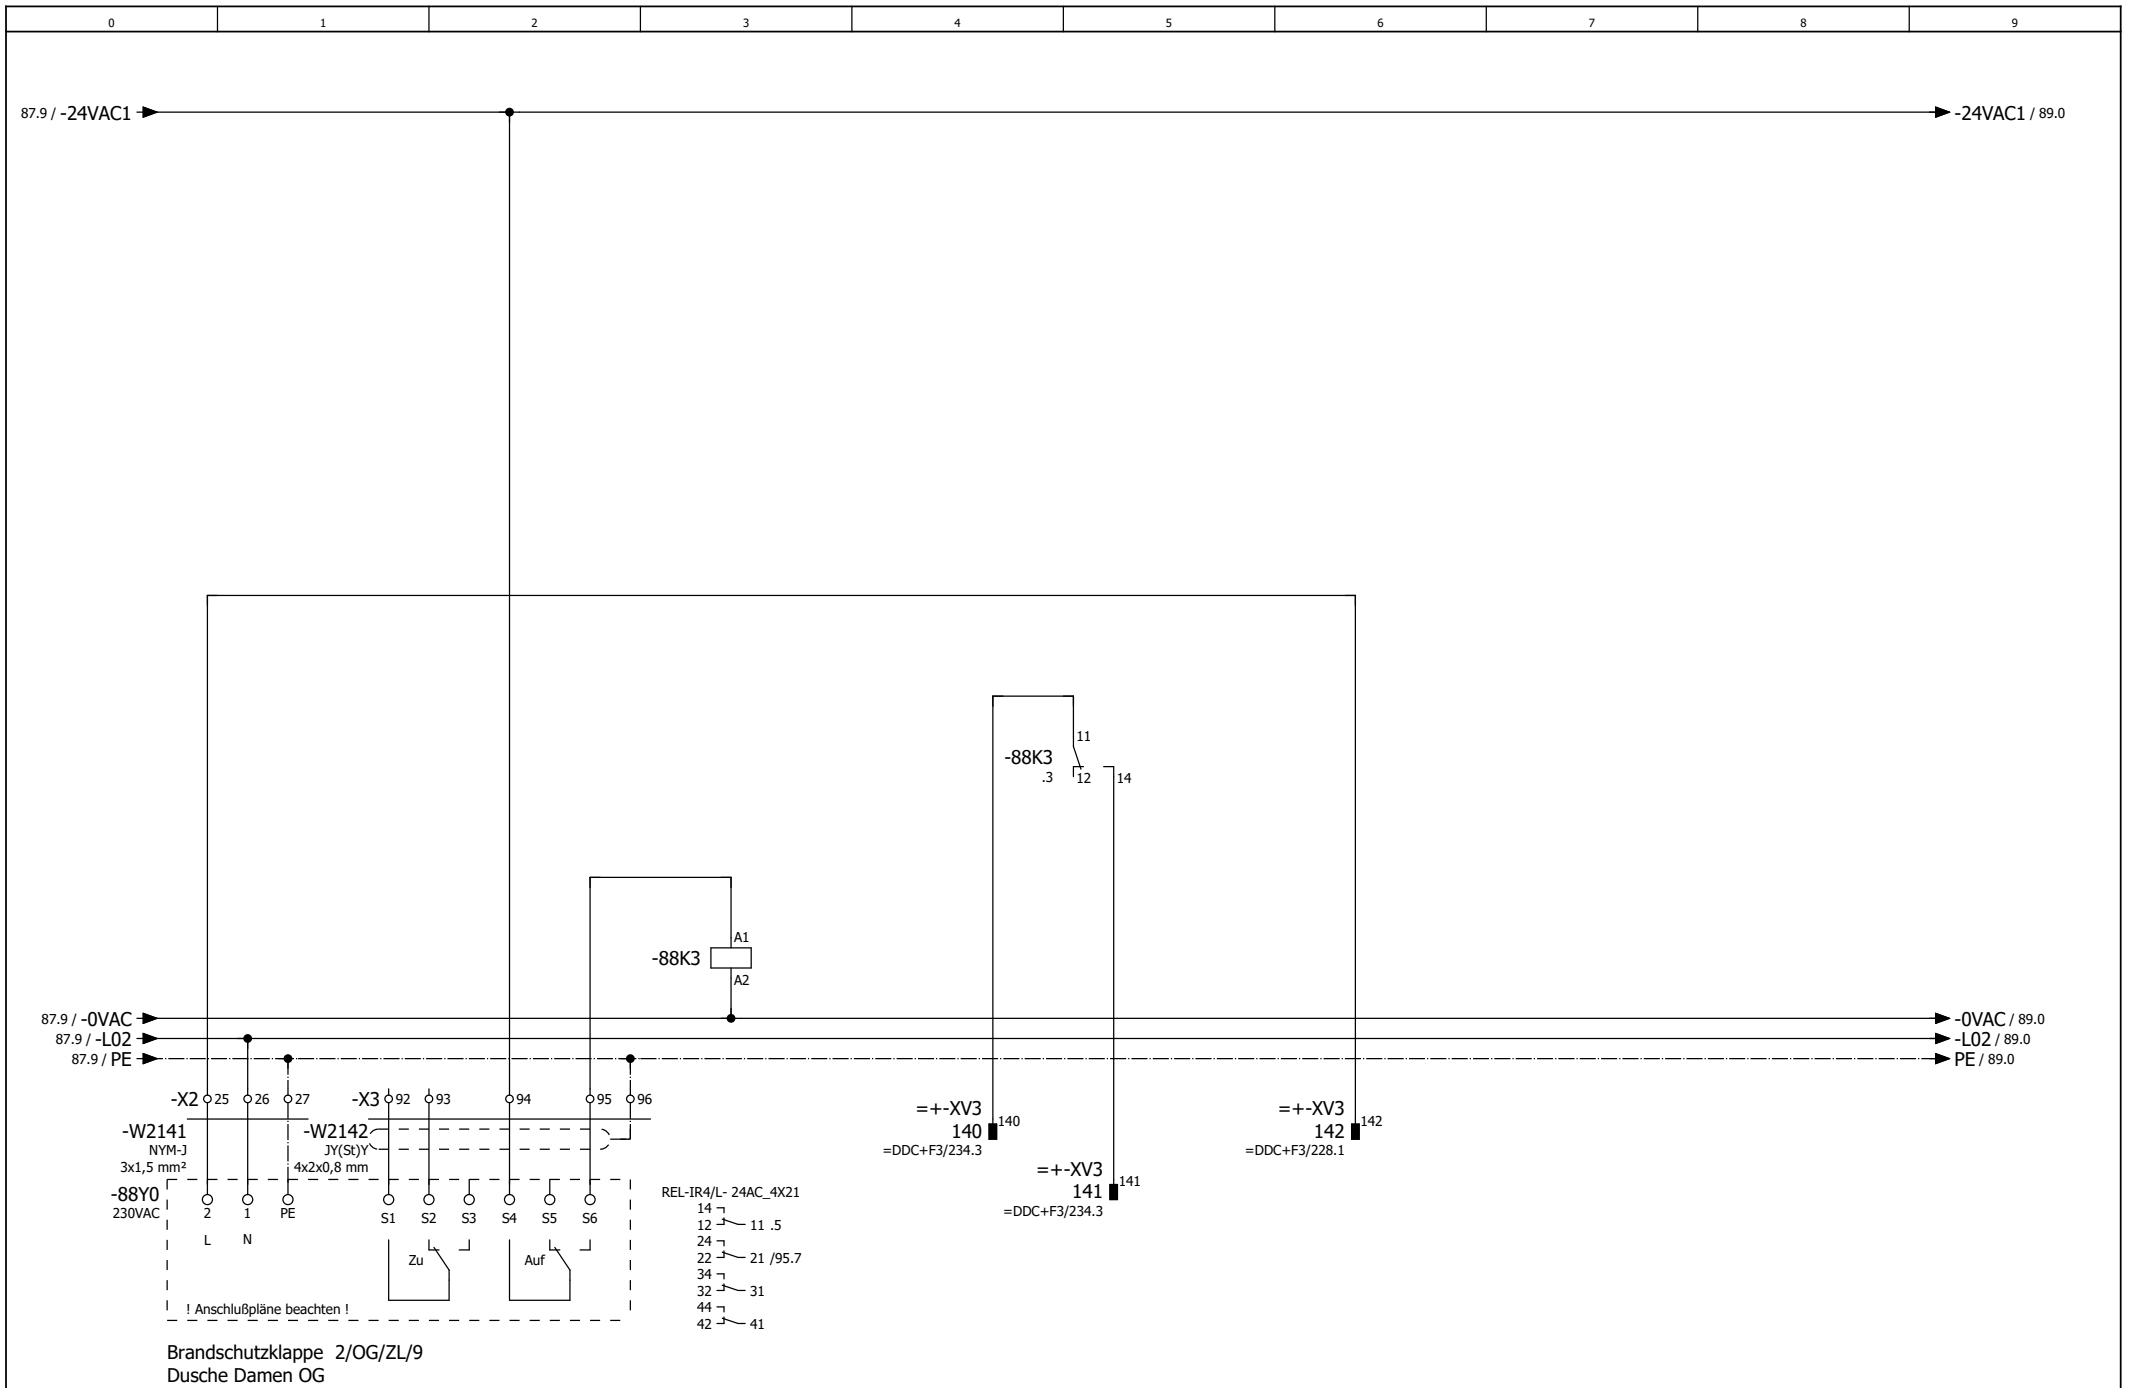 0 1 2 3 4 5 6 7 8 9
87.9 / -24VAC1
-24VAC1 / 89.0
11
-88K3
.3
12
14
A1
-88K3
A2
87.9 / -0VAC
-0VAC / 89.0
87.9 / -L02
-L02 / 89.0
87.9 / PE
PE / 89.0
-X2 25 26 27
-X3 92 93 94 95 96
=+-XV3
140
140
=DDC+F3/234.3
=+-XV3
142
142
=DDC+F3/228.1
-W2141
NYM-J
3x1,5 mm²
-W2142
JY(St)Y
4x2x0,8 mm
=+-XV3
141
141
=DDC+F3/234.3
-88Y0
230VAC
2 1 PE
L N
S1 S2 S3 S4 S5 S6
Zu
Auf
! Anschlußpläne beachten !
REL-IR4/L- 24AC_4X21
14
12 11 .5
24
22 21 /95.7
34
32 31
44
42 41
Brandschutzklappe 2/OG/ZL/9
Dusche Damen OG